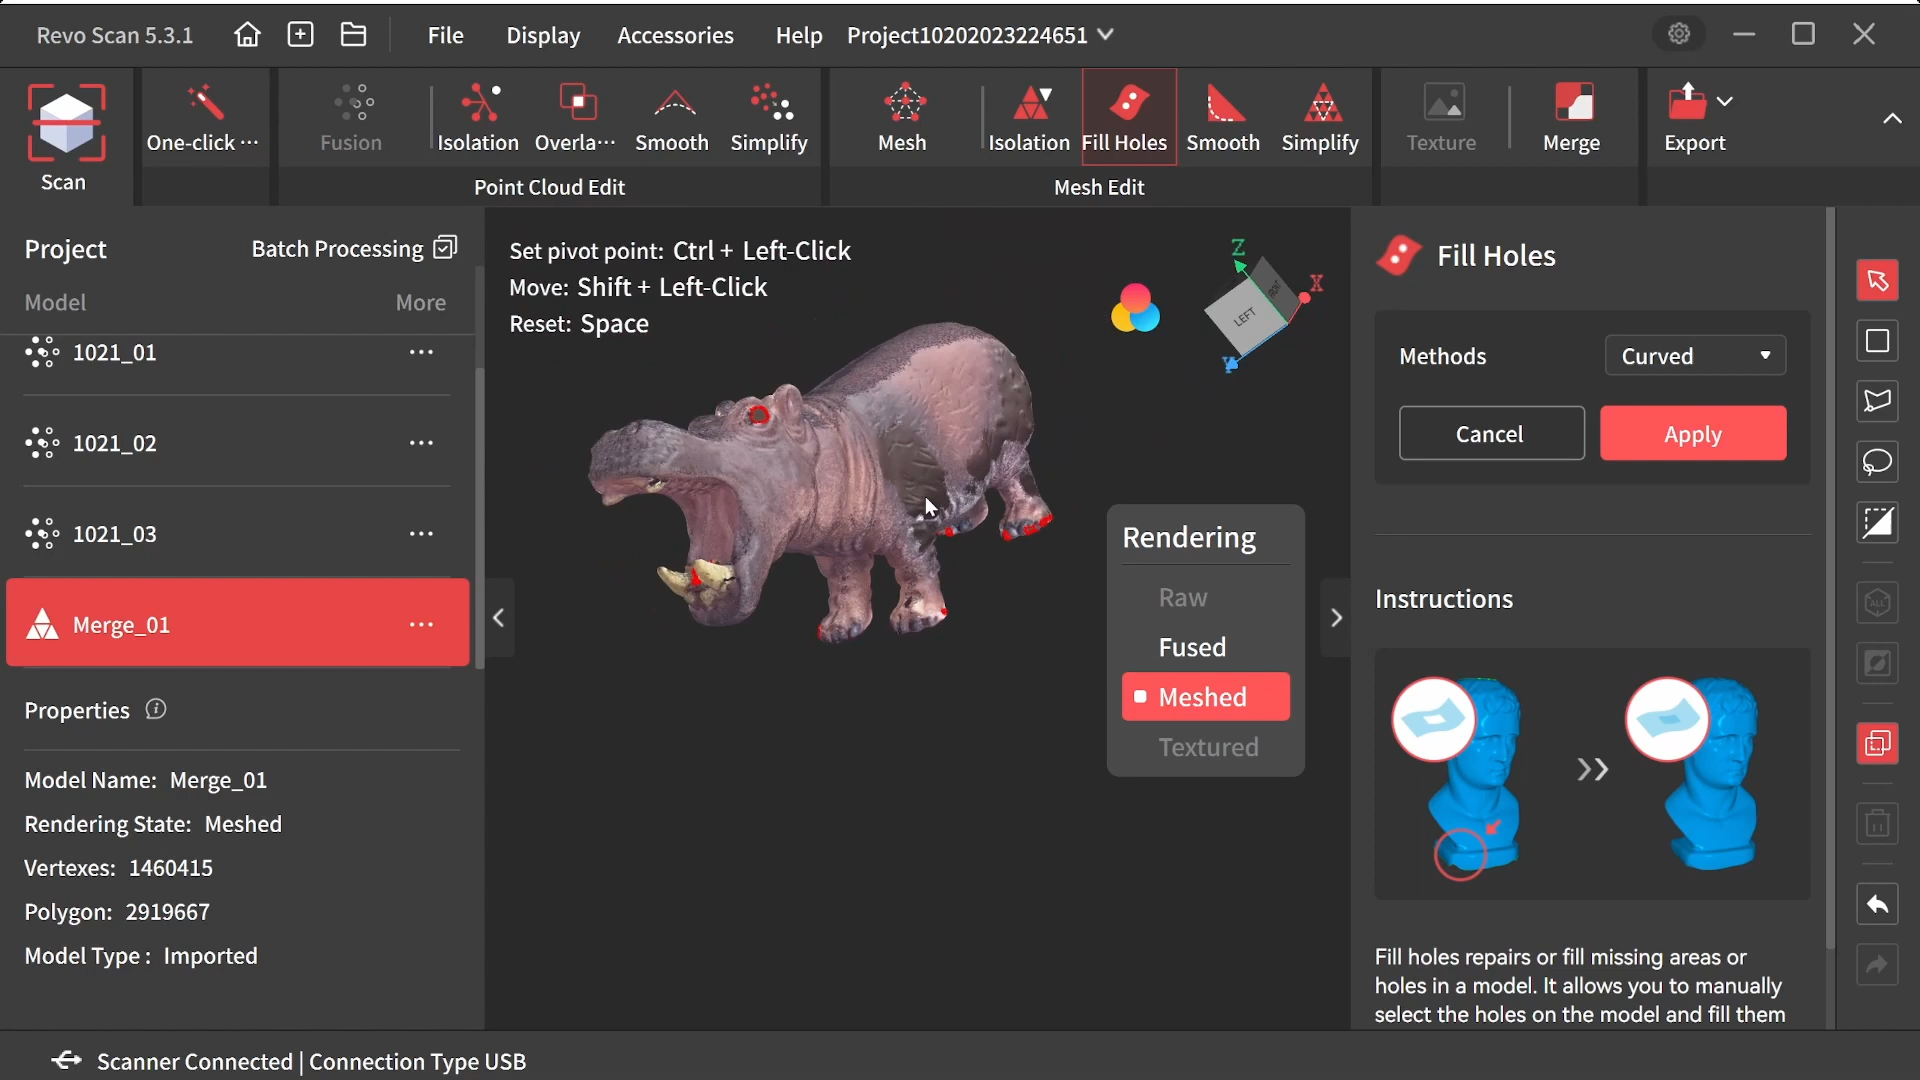 Revo Scan 5.3.1
File
Display
Accessories
Help
Project10202023224651
Scan
One-click ···
Fusion
Isolation
Overla···
Smooth
Simplify
Point Cloud Edit
Mesh
Isolation
Fill Holes
Smooth
Simplify
Mesh Edit
Texture
Merge
Export
Project
Batch Processing
Model
More
1021_01
1021_02
1021_03
Merge_01
Properties
Model Name: Merge_01
Rendering State: Meshed
Vertexes: 1460415
Polygon: 2919667
Model Type : Imported
Set pivot point: Ctrl + Left-Click
Move: Shift + Left-Click
Reset: Space
Z
X
Y
LEFT
Rendering
Raw
Fused
Meshed
Textured
Fill Holes
Methods
Curved
Cancel
Apply
Instructions
Fill holes repairs or fill missing areas or
holes in a model. It allows you to manually
select the holes on the model and fill them
ALL
Scanner Connected | Connection Type USB